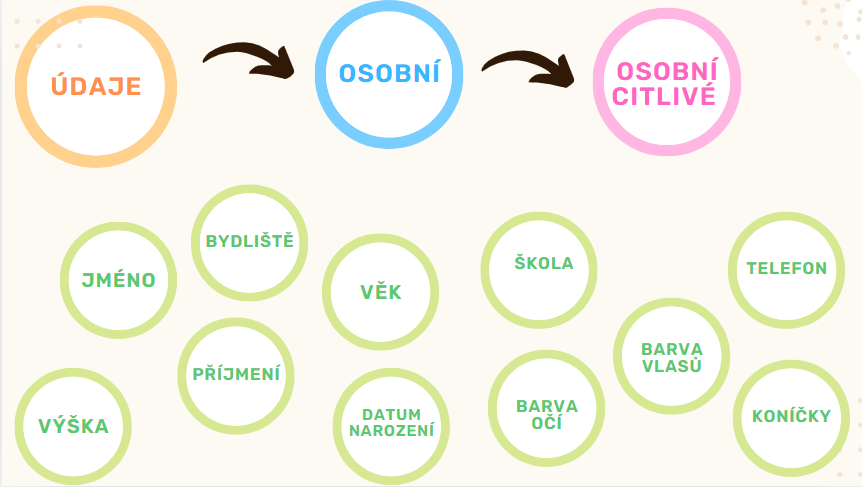 ÚDAJE
OSOBNÍ
OSOBNÍ
CITLIVÉ
BYDLIŠTĚ
JMÉNO
VĚK
ŠKOLA
TELEFON
PŘÍJMENÍ
BARVA
VLASŮ
VÝŠKA
DATUM
NAROZENÍ
BARVA
OČÍ
KONÍČKY